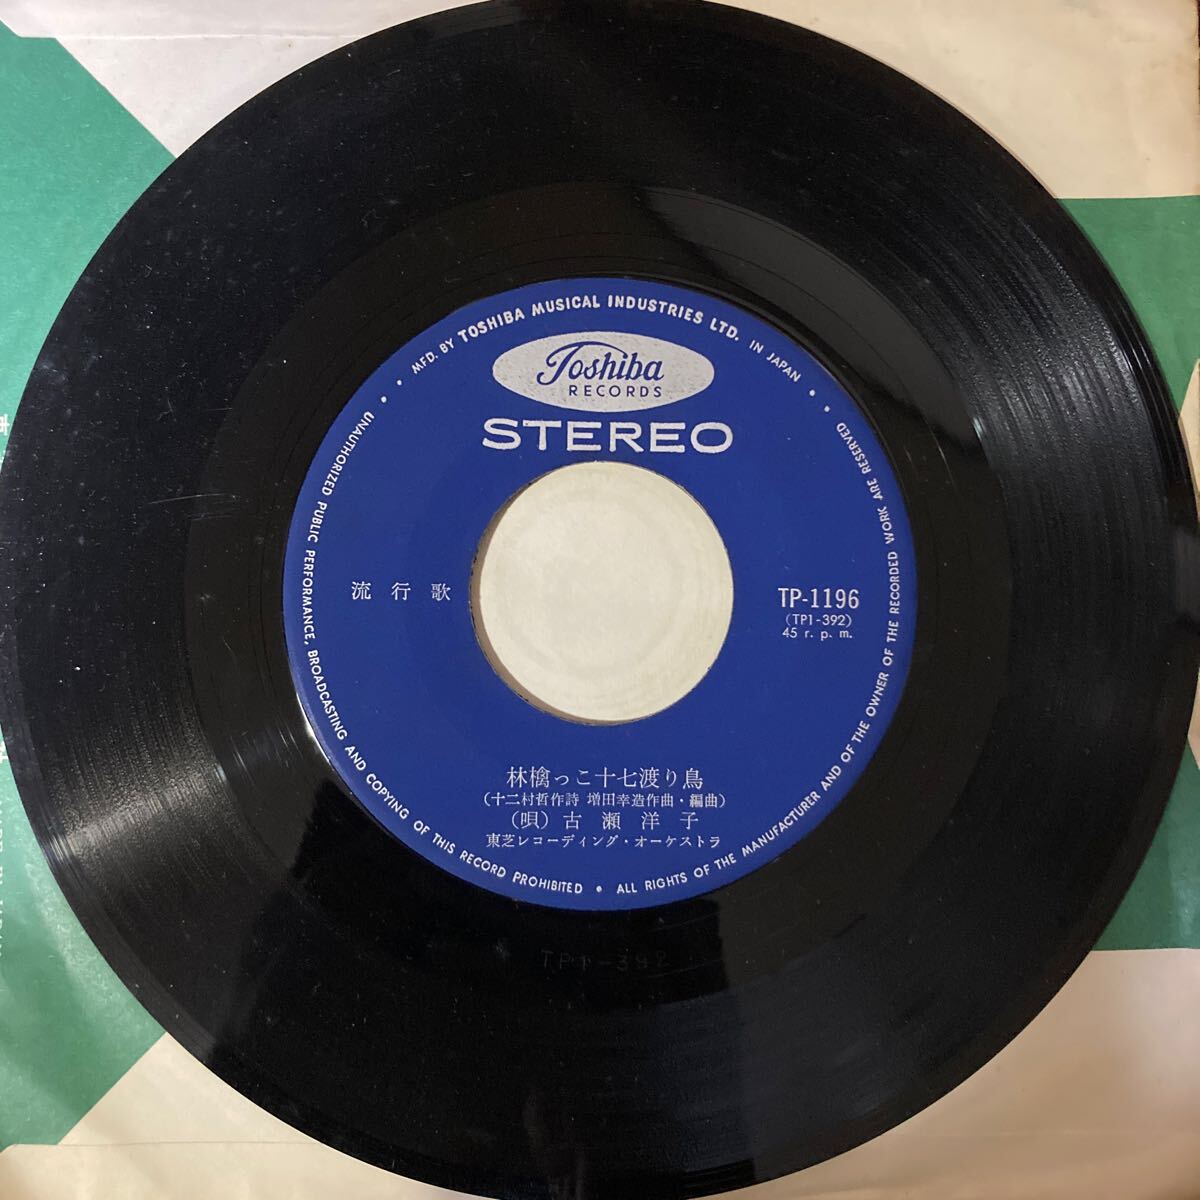 MFD. BY TOSHIBA MUSICAL INDUSTRIES LTD. IN JAPAN
Toshiba
RECORDS
STEREO
流行歌
TP-1196
(TP1-392)
45 r. p. m.
林檎っこ十七渡り鳥
(十二村哲作詩 増田幸造作曲・編曲)
(唄) 古瀬洋子
東芝レコーディング・オーケストラ
UNAUTHORIZED PUBLIC PERFORMANCE, BROADCASTING AND COPYING OF THIS RECORD PROHIBITED • ALL RIGHTS OF THE MANUFACTURER AND OF THE OWNER OF THE RECORDED WORK ARE RESERVED
TP1-392